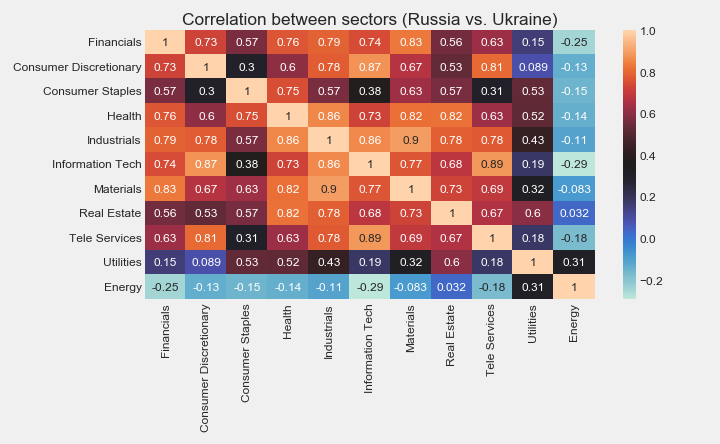 Correlation between sectors (Russia vs. Ukraine)
Financials 1 0.73 0.57 0.76 0.79 0.74 0.83 0.56 0.63 0.15 -0.25
Consumer Discretionary 0.73 1 0.3 0.6 0.78 0.87 0.67 0.53 0.81 0.089 -0.13
Consumer Staples 0.57 0.3 1 0.75 0.57 0.38 0.63 0.57 0.31 0.53 -0.15
Health 0.76 0.6 0.75 1 0.86 0.73 0.82 0.82 0.63 0.52 -0.14
Industrials 0.79 0.78 0.57 0.86 1 0.86 0.9 0.78 0.78 0.43 -0.11
Information Tech 0.74 0.87 0.38 0.73 0.86 1 0.77 0.68 0.89 0.19 -0.29
Materials 0.83 0.67 0.63 0.82 0.9 0.77 1 0.73 0.69 0.32 -0.083
Real Estate 0.56 0.53 0.57 0.82 0.78 0.68 0.73 1 0.67 0.6 0.032
Tele Services 0.63 0.81 0.31 0.63 0.78 0.89 0.69 0.67 1 0.18 -0.18
Utilities 0.15 0.089 0.53 0.52 0.43 0.19 0.32 0.6 0.18 1 0.31
Energy -0.25 -0.13 -0.15 -0.14 -0.11 -0.29 -0.083 0.032 -0.18 0.31 1
Financials
Consumer Discretionary
Consumer Staples
Health
Industrials
Information Tech
Materials
Real Estate
Tele Services
Utilities
Energy
1.0
0.8
0.6
0.4
0.2
0.0
−0.2